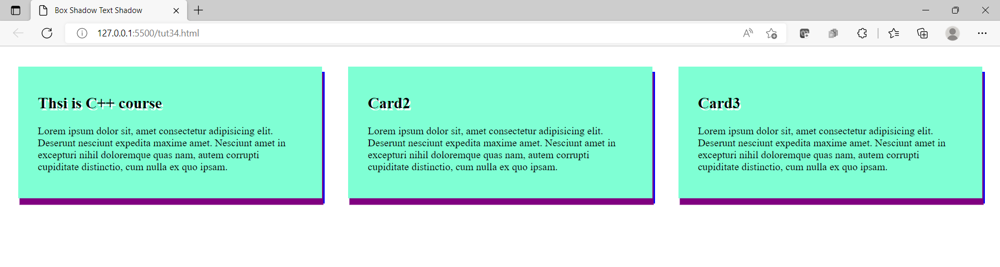 Box Shadow Text Shadow
127.0.0.1:5500/tut34.html
Thsi is C++ course
Lorem ipsum dolor sit, amet consectetur adipisicing elit.
Deserunt nesciunt expedita maxime amet. Nesciunt amet in
excepturi nihil doloremque quas nam, autem corrupti
cupiditate distinctio, cum nulla ex quo ipsam.
Card2
Lorem ipsum dolor sit, amet consectetur adipisicing elit.
Deserunt nesciunt expedita maxime amet. Nesciunt amet in
excepturi nihil doloremque quas nam, autem corrupti
cupiditate distinctio, cum nulla ex quo ipsam.
Card3
Lorem ipsum dolor sit, amet consectetur adipisicing elit.
Deserunt nesciunt expedita maxime amet. Nesciunt amet in
excepturi nihil doloremque quas nam, autem corrupti
cupiditate distinctio, cum nulla ex quo ipsam.